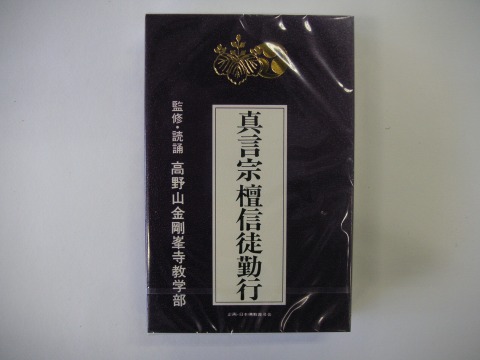 真言宗檀信徒勤行
監修・読誦 高野山金剛峯寺教学部